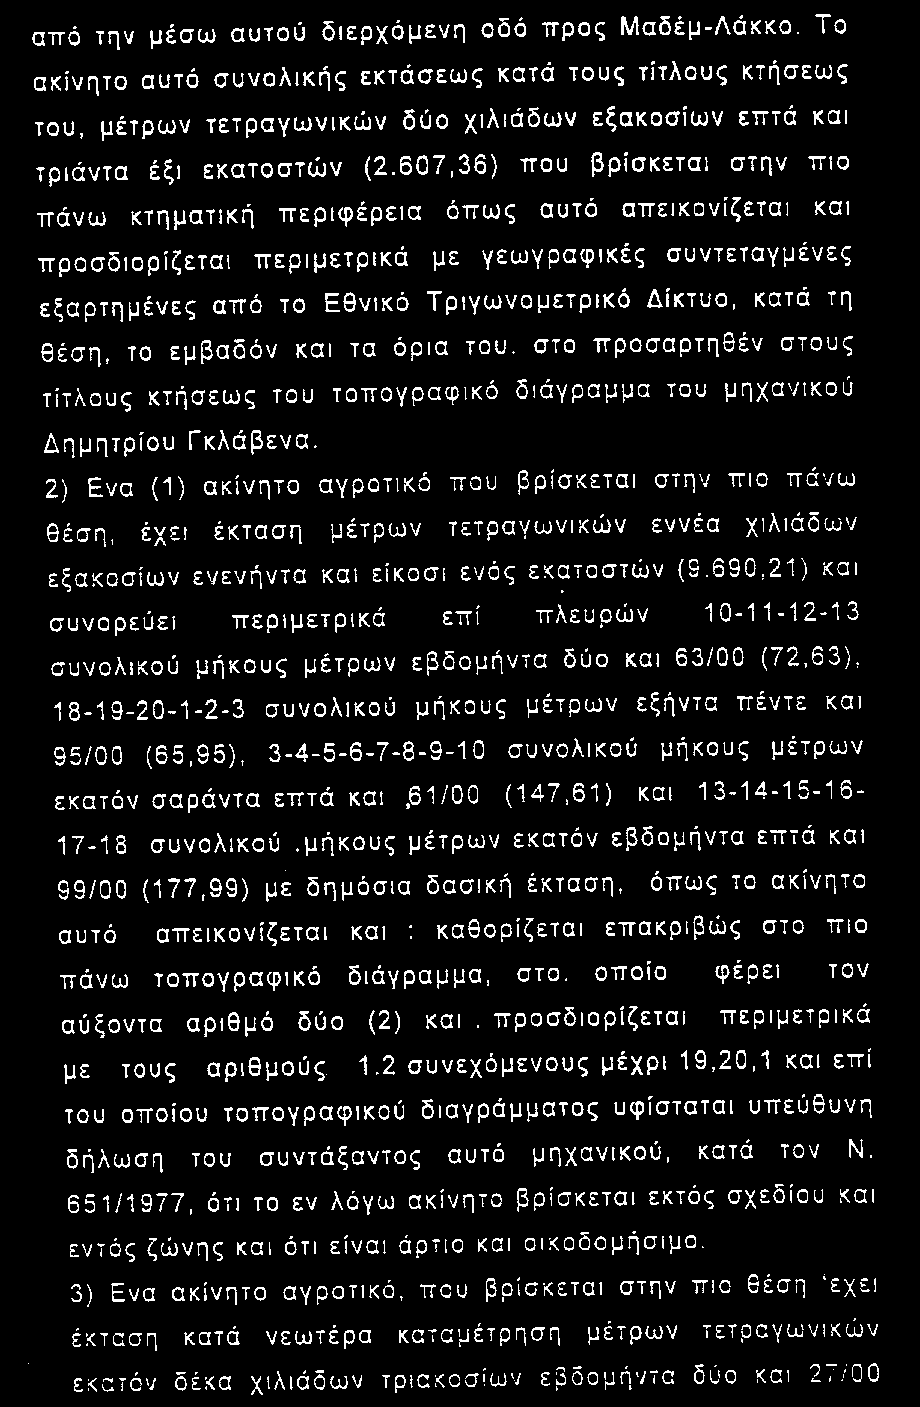 από την μέσω αυτού διερχόμενη οδό προς Μαδέμ-Λάκκο. Το
ακίνητο αυτό συνολικής εκτάσεως κατά τους τίτλους κτήσεως
του, μέτρων τετραγωνικών δύο χιλιάδων εξακοσίων επτά και
τριάντα έξι εκατοστών (2.607,36) που βρίσκεται στην πιο
πάνω κτηματική περιφέρεια όπως αυτό απεικονίζεται και
προσδιορίζεται περιμετρικά με γεωγραφικές συντεταγμένες
εξαρτημένες από το Εθνικό Τριγωνομετρικό Δίκτυο, κατά τη
θέση, το εμβαδόν και τα όρια του. στο προσαρτηθέν στους
τίτλους κτήσεως του τοπογραφικό διάγραμμα του μηχανικού
Δημητρίου Γκλάβενα.
2) Ενα (1) ακίνητο αγροτικό που βρίσκεται στην πιο πάνω
θέση, έχει έκταση μέτρων τετραγωνικών εννέα χιλιάδων
εξακοσίων ενενήντα και είκοσι ενός εκατοστών (9.690,21) και
συνορεύει περιμετρικά επί πλευρών 10-11-12-13
συνολικού μήκους μέτρων εβδομήντα δύο και 63/00 (72,63),
18-19-20-1-2-3 συνολικού μήκους μέτρων εξήντα πέντε και
95/00 (65,95), 3-4-5-6-7-8-9-10 συνολικού μήκους μέτρων
εκατόν σαράντα επτά και ,61/00 (147,61) και 13-14-15-16-
17-18 συνολικού .μήκους μέτρων εκατόν εβδομήντα επτά και
99/00 (177,99) με δημόσια δασική έκταση, όπως το ακίνητο
αυτό απεικονίζεται και : καθορίζεται επακριβώς στο πιο
πάνω τοπογραφικό διάγραμμα, στο. οποίο φέρει τον
αύξοντα αριθμό δύο (2) και . προσδιορίζεται περιμετρικά
με τους αριθμούς 1.2 συνεχόμενους μέχρι 19,20,1 και επί
του οποίου τοπογραφικού διαγράμματος υφίσταται υπεύθυνη
δήλωση του συντάξαντος αυτό μηχανικού, κατά τον Ν.
651/1977, ότι το εν λόγω ακίνητο βρίσκεται εκτός σχεδίου και
εντός ζώνης και ότι είναι άρτιο και οικοδομήσιμο.
3) Ενα ακίνητο αγροτικό, που βρίσκεται στην πιο θέση 'εχει
έκταση κατά νεωτέρα καταμέτρηση μέτρων τετραγωνικών
εκατόν δέκα χιλιάδων τριακοσίων εβδομήντα δύο και 27/00